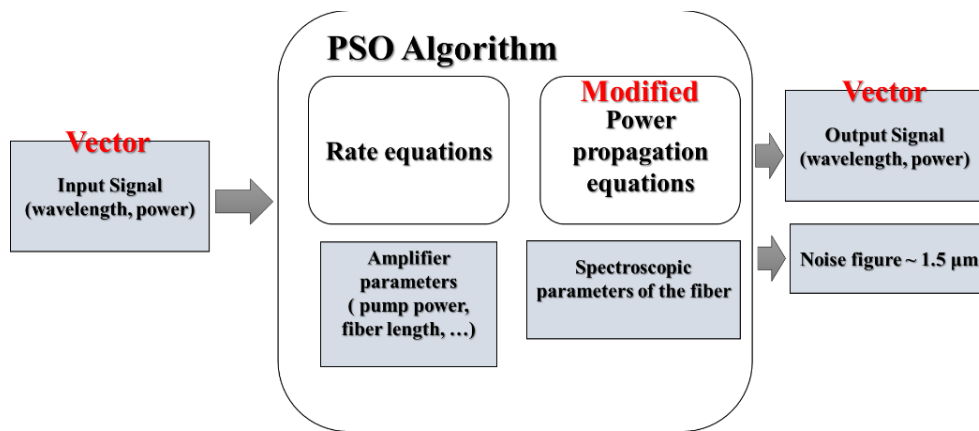 PSO Algorithm
Vector
Input Signal
(wavelength, power)
Rate equations
Modified
Power
propagation
equations
Amplifier
parameters
( pump power,
fiber length, …)
Spectroscopic
parameters of the fiber
Vector
Output Signal
(wavelength, power)
Noise figure ~ 1.5 μm